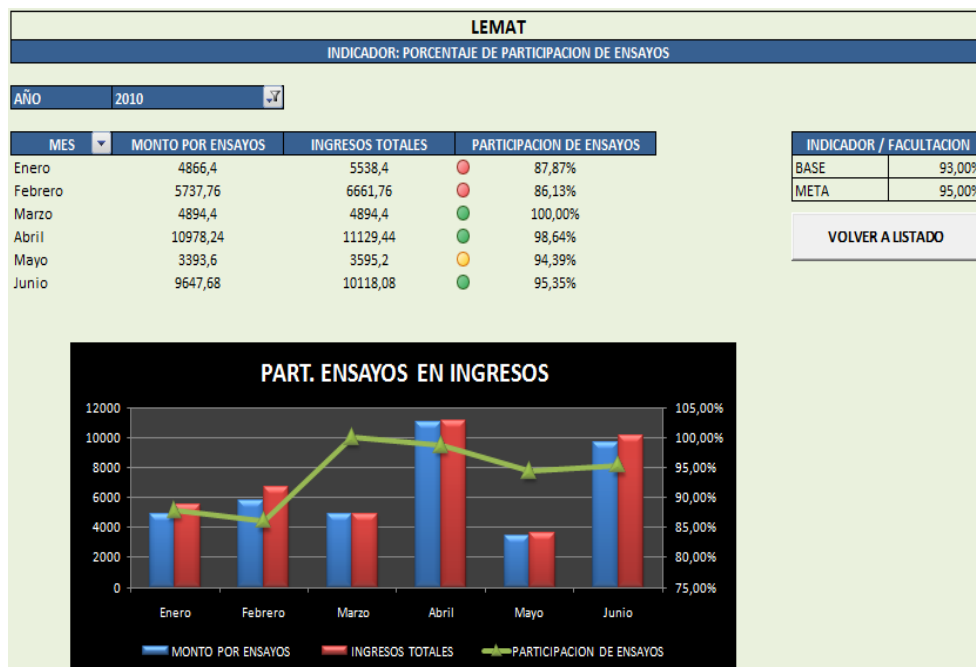 LEMAT
INDICADOR: PORCENTAJE DE PARTICIPACION DE ENSAYOS
AÑO 2010
MES MONTO POR ENSAYOS INGRESOS TOTALES PARTICIPACION DE ENSAYOS
Enero 4866,4 5538,4 87,87%
Febrero 5737,76 6661,76 86,13%
Marzo 4894,4 4894,4 100,00%
Abril 10978,24 11129,44 98,64%
Mayo 3393,6 3595,2 94,39%
Junio 9647,68 10118,08 95,35%
INDICADOR / FACULTACION
BASE 93,00%
META 95,00%
VOLVER A LISTADO
PART. ENSAYOS EN INGRESOS
12000 105,00%
10000 100,00%
8000 95,00%
6000 90,00%
4000 85,00%
2000 80,00%
0 75,00%
Enero Febrero Marzo Abril Mayo Junio
MONTO POR ENSAYOS INGRESOS TOTALES PARTICIPACION DE ENSAYOS